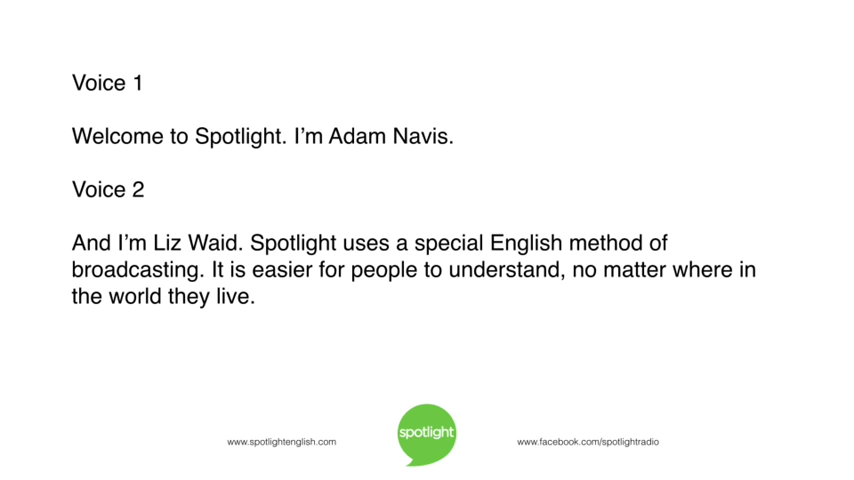 Voice 1
Welcome to Spotlight. I’m Adam Navis.
Voice 2
And I’m Liz Waid. Spotlight uses a special English method of
broadcasting. It is easier for people to understand, no matter where in
the world they live.
www.spotlightenglish.com
spotlight
www.facebook.com/spotlightradio